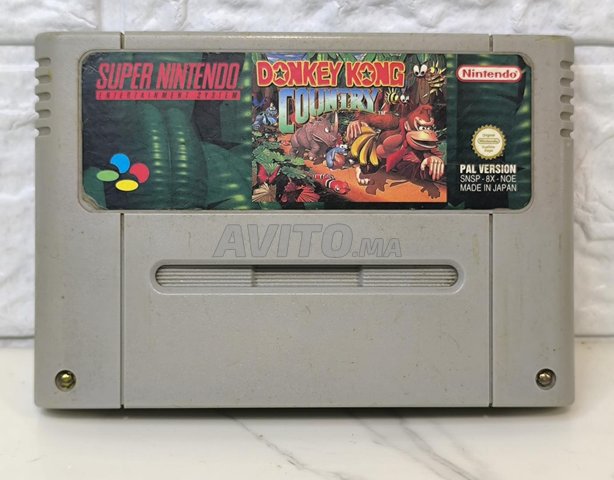 SUPER NINTENDO
ENTERTAINMENT SYSTEM
DONKEY KONG
COUNTRY
Nintendo
PAL VERSION
SNSP - 8X - NOE
MADE IN JAPAN
AVITO.MA